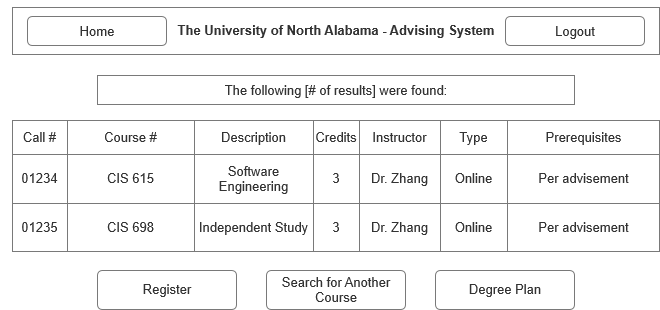 Home The University of North Alabama - Advising System Logout
The following [# of results] were found:
Call # Course # Description Credits Instructor Type Prerequisites
01234 CIS 615 Software Engineering 3 Dr. Zhang Online Per advisement
01235 CIS 698 Independent Study 3 Dr. Zhang Online Per advisement
Register Search for Another Course Degree Plan